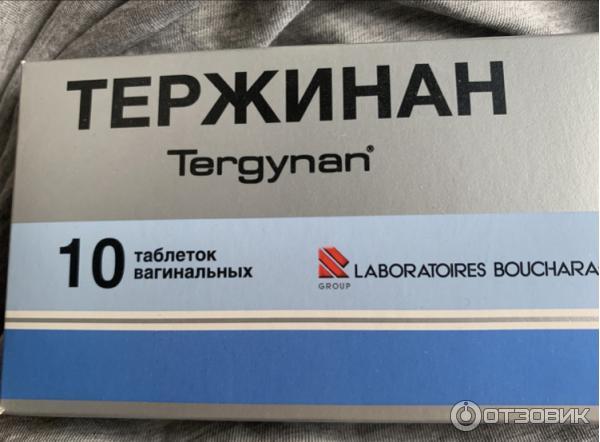 ТЕРЖИНАН
Tergynan®
10 таблеток
вагинальных
GROUP
LABORATOIRES BOUCHARA
ОТЗОВИК